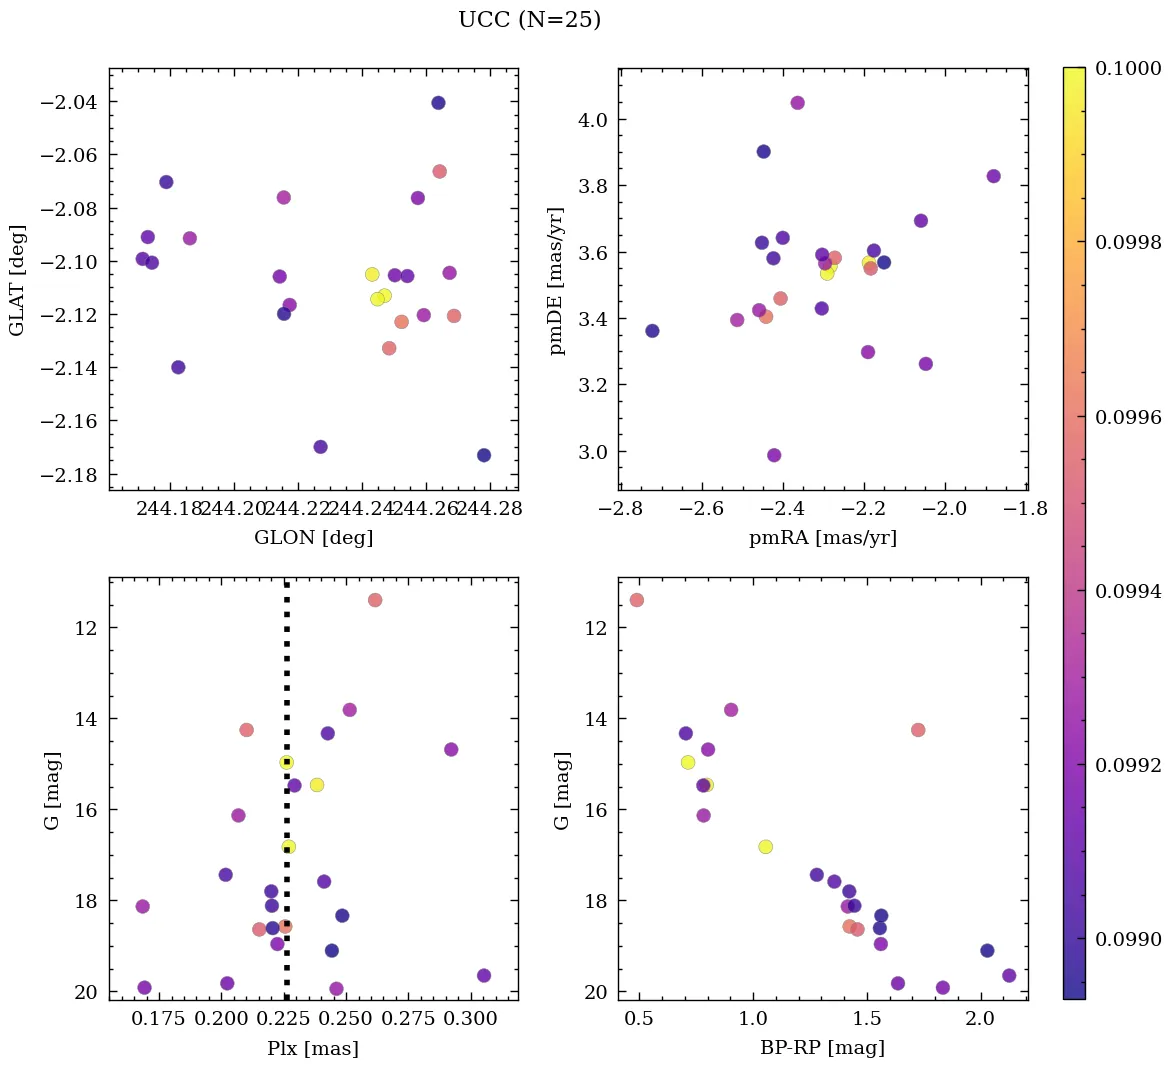 UCC (N=25)
−2.04
−2.06
−2.08
−2.10
−2.12
−2.14
−2.16
−2.18
GLAT [deg]
244.18 244.20 244.22 244.24 244.26 244.28
GLON [deg]
4.0
3.8
3.6
3.4
3.2
3.0
pmDE [mas/yr]
−2.8 −2.6 −2.4 −2.2 −2.0 −1.8
pmRA [mas/yr]
12
14
16
18
20
G [mag]
0.175 0.200 0.225 0.250 0.275 0.300
Plx [mas]
12
14
16
18
20
G [mag]
0.5 1.0 1.5 2.0
BP-RP [mag]
0.1000
0.0998
0.0996
0.0994
0.0992
0.0990